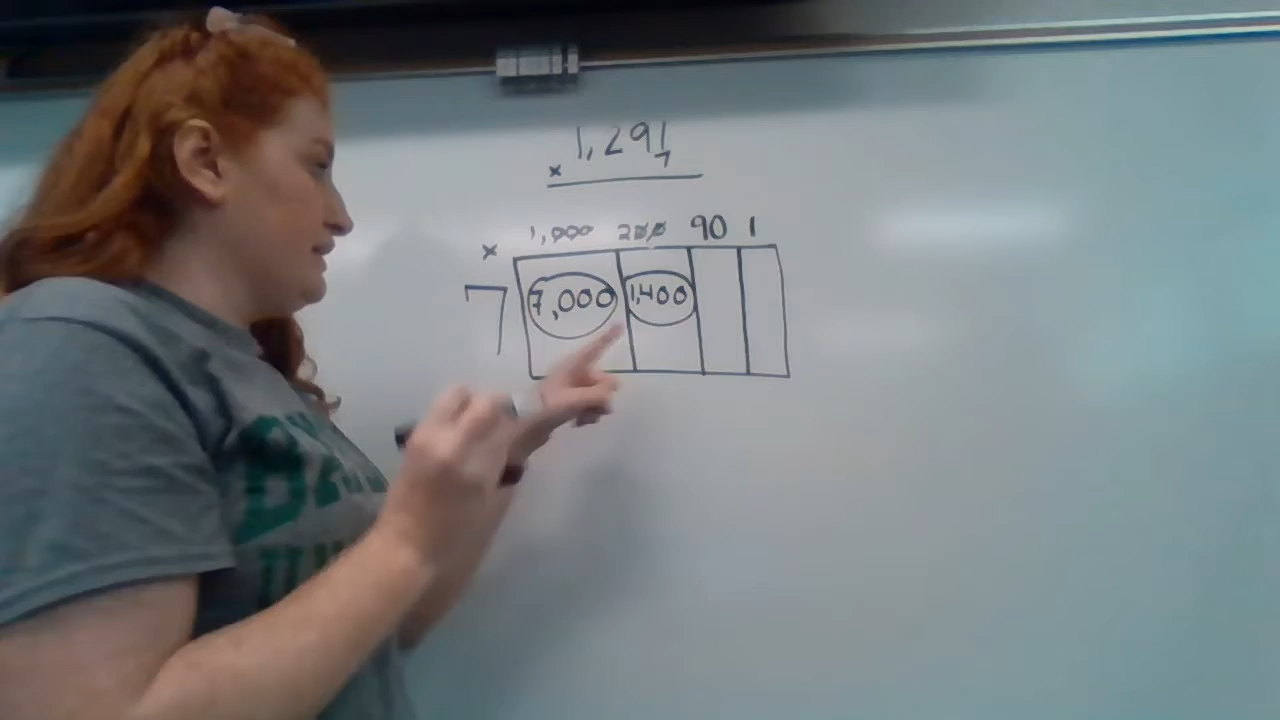 1,291
x 7
x 1,000 200 90 1
7 7,000 1,400